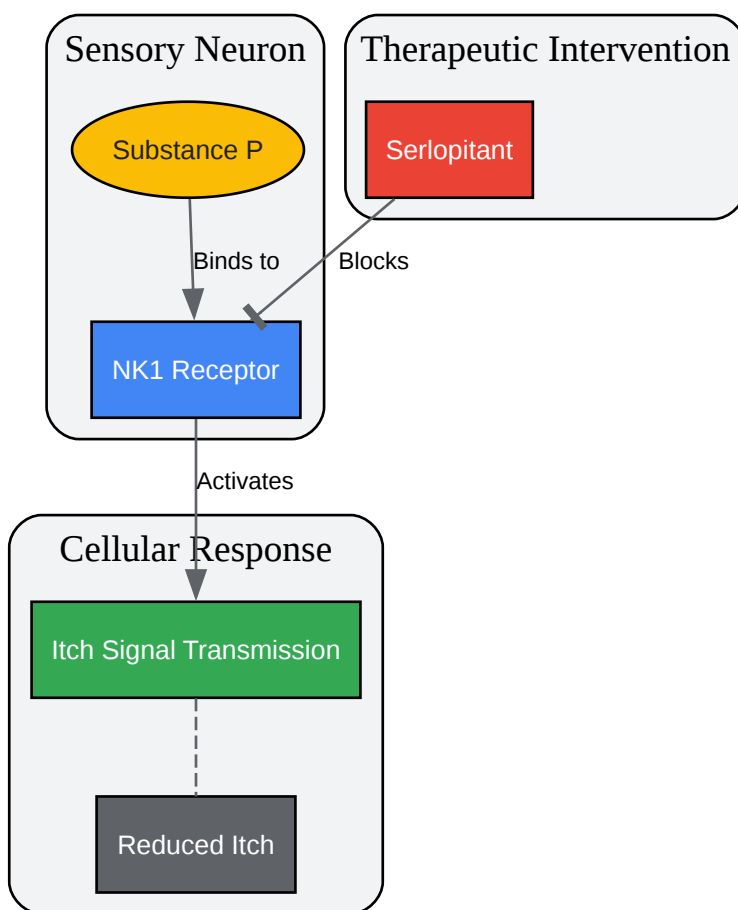 Sensory Neuron
Therapeutic Intervention
Substance P
Serlopitant
Binds to
Blocks
NK1 Receptor
Activates
Cellular Response
Itch Signal Transmission
Reduced Itch